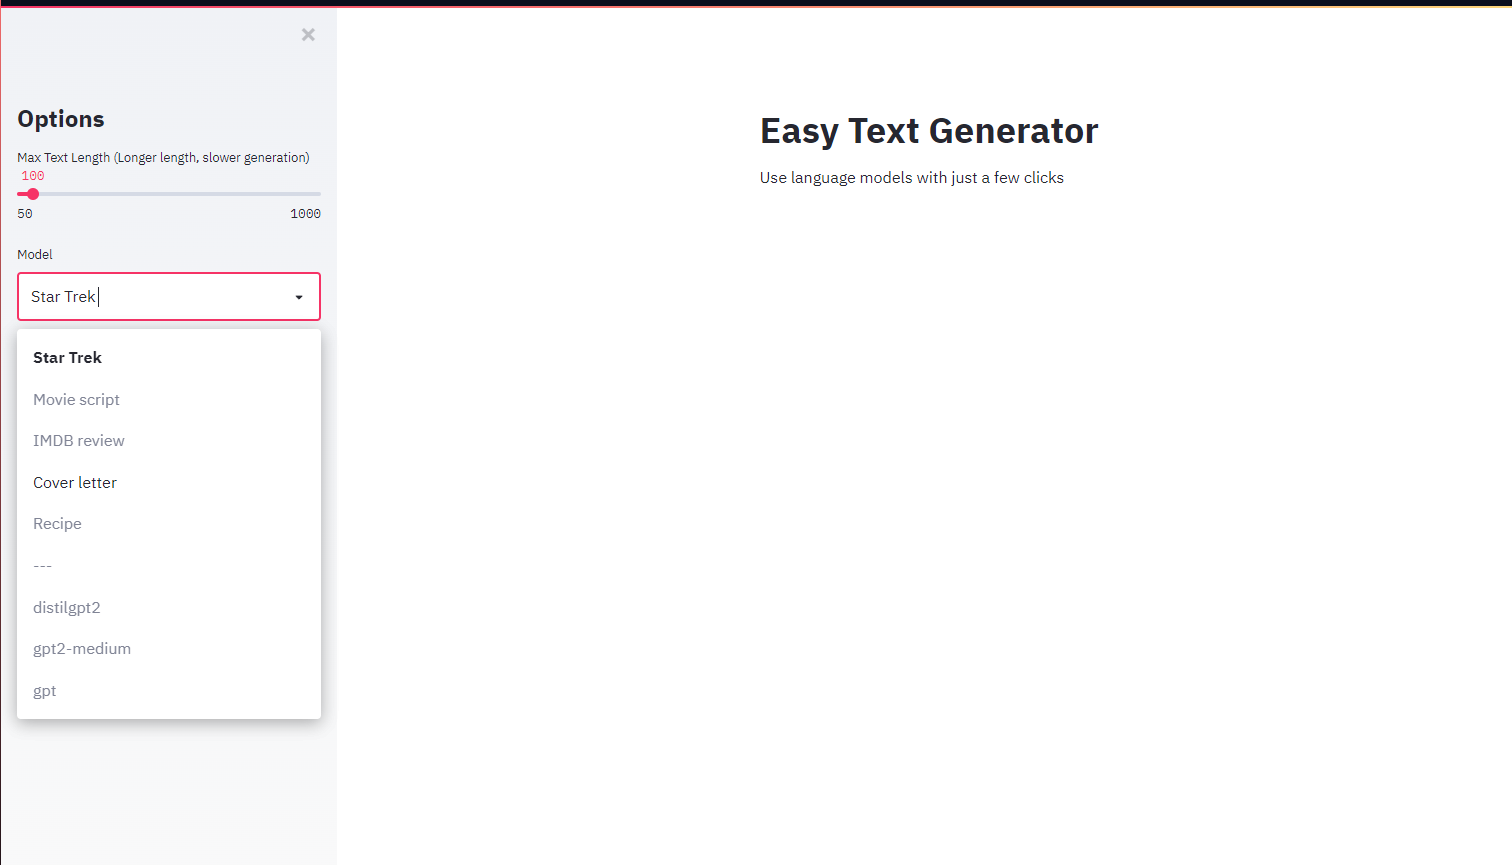 Options
Max Text Length (Longer length, slower generation)
100
50 1000
Model
Star Trek
Star Trek
Movie script
IMDB review
Cover letter
Recipe
---
distilgpt2
gpt2-medium
gpt
Easy Text Generator
Use language models with just a few clicks